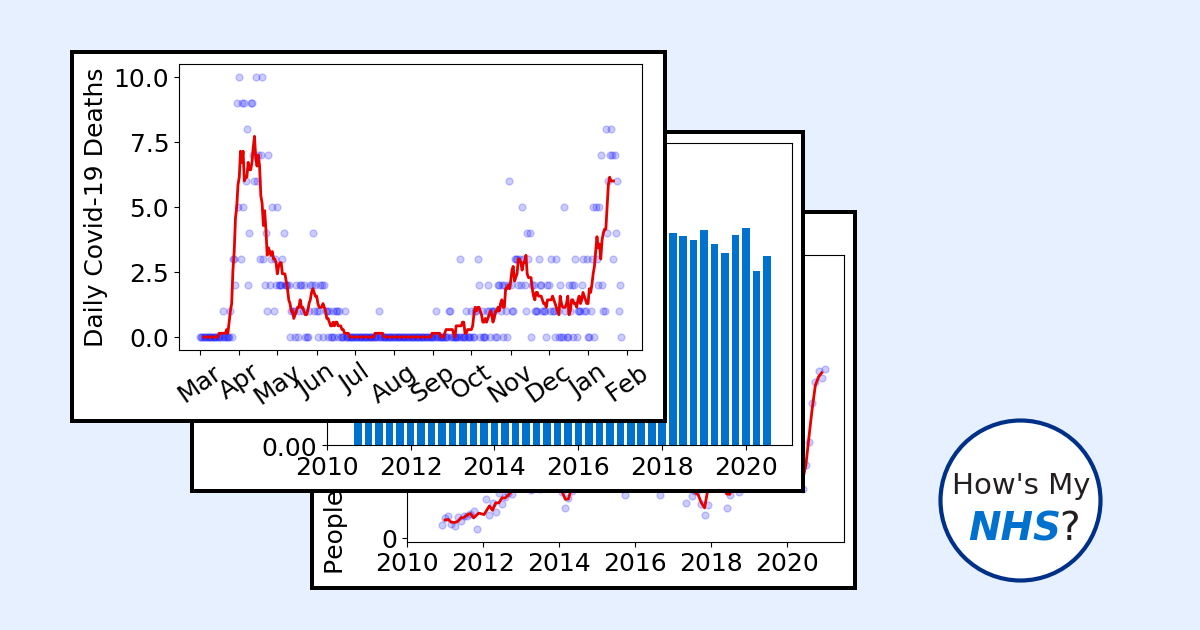 Daily Covid-19 Deaths
10.0
7.5
5.0
2.5
0.0
Mar Apr May Jun Jul Aug Sep Oct Nov Dec Jan Feb
0.00
2010 2012 2014 2016 2018 2020
People
0
2010 2012 2014 2016 2018 2020
How's My
NHS?